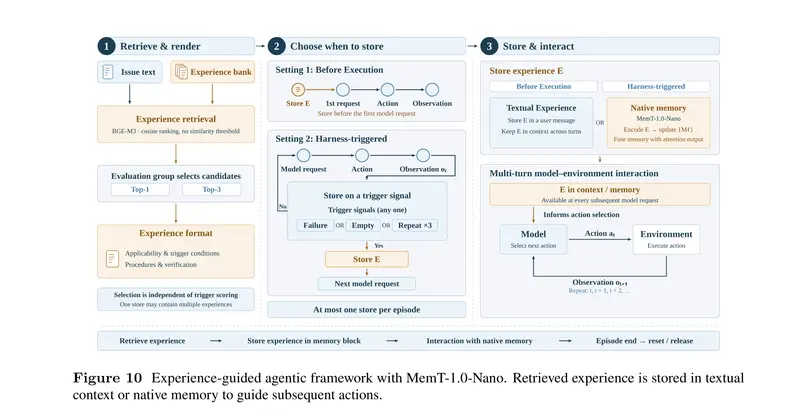 1 Retrieve & render
Issue text
Experience bank
Experience retrieval
BGE-M3 · cosine ranking, no similarity threshold
Evaluation group selects candidates
Top-1
Top-3
Experience format
Applicability & trigger conditions
Procedures & verification
Selection is independent of trigger scoring
One store may contain multiple experiences
2 Choose when to store
Setting 1: Before Execution
Store E
1st request
Action
Observation
Store before the first model request
Setting 2: Harness-triggered
Model request
Action
Observation oₜ
No
Store on a trigger signal
Trigger signals (any one)
Failure OR Empty OR Repeat ×3
Yes
Store E
Next model request
At most one store per episode
3 Store & interact
Store experience E
Before Execution
Harness-triggered
Textual Experience
Store E in a user message
Keep E in context across turns
OR
Native memory
MemT-1.0-Nano
Encode E → update [M1]
Fuse memory with attention output
Multi-turn model–environment interaction
E in context / memory
Available at every subsequent model request
Informs action selection
Model
Select next action
Action aₜ
Environment
Execute action
Observation oₜ₊₁
Repeat: t, t + 1, t + 2, ...
Retrieve experience
Store experience in memory block
Interaction with native memory
Episode end → reset / release
Figure 10 Experience-guided agentic framework with MemT-1.0-Nano. Retrieved experience is stored in textual
context or native memory to guide subsequent actions.